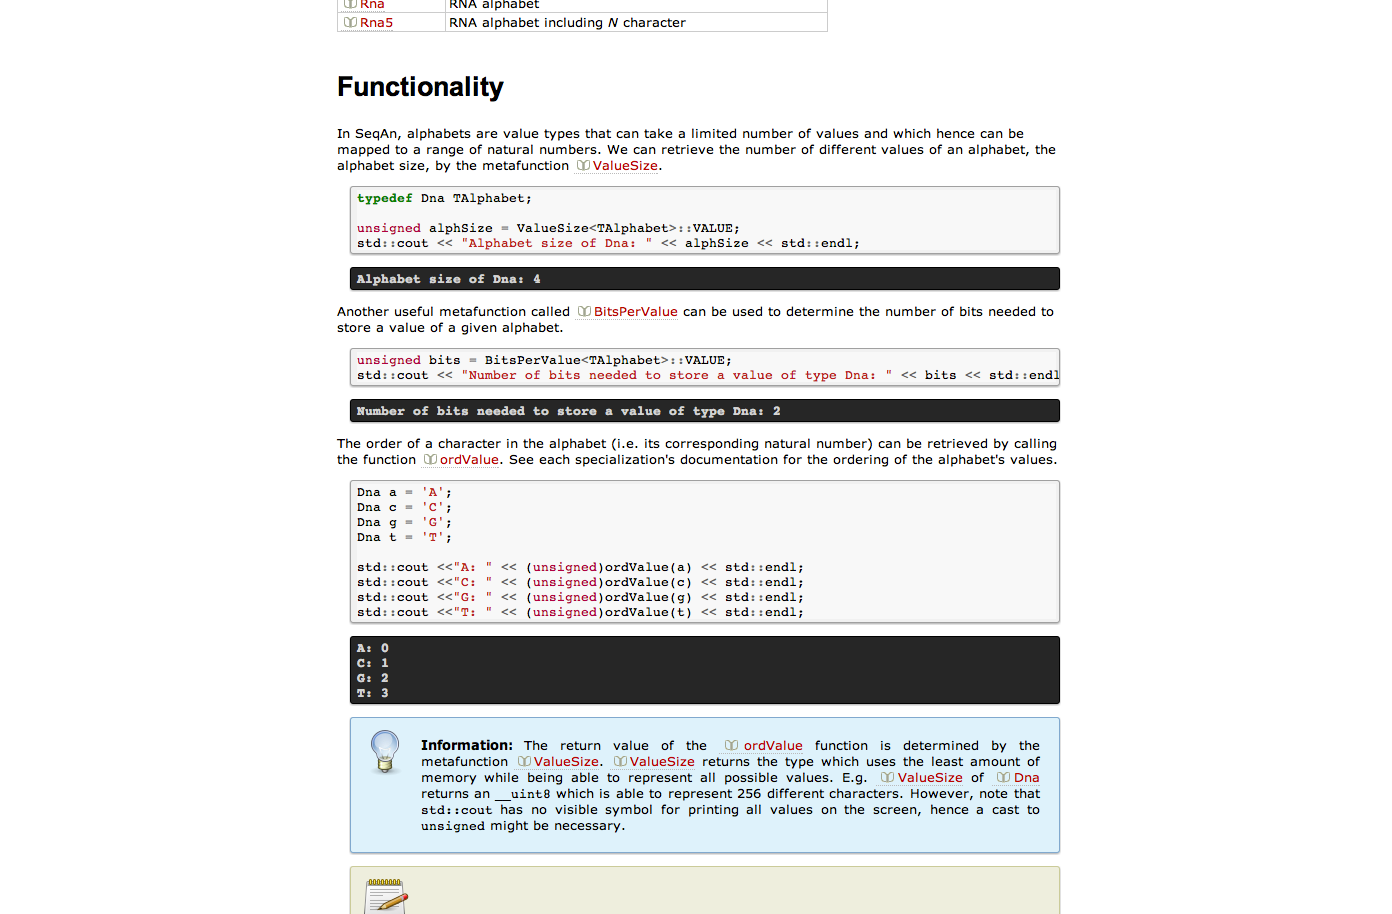 Rna RNA alphabet
Rna5 RNA alphabet including N character
Functionality
In SeqAn, alphabets are value types that can take a limited number of values and which hence can be
mapped to a range of natural numbers. We can retrieve the number of different values of an alphabet, the
alphabet size, by the metafunction ValueSize.
typedef Dna TAlphabet;
unsigned alphSize = ValueSize<TAlphabet>::VALUE;
std::cout << "Alphabet size of Dna: " << alphSize << std::endl;
Alphabet size of Dna: 4
Another useful metafunction called BitsPerValue can be used to determine the number of bits needed to
store a value of a given alphabet.
unsigned bits = BitsPerValue<TAlphabet>::VALUE;
std::cout << "Number of bits needed to store a value of type Dna: " << bits << std::endl
Number of bits needed to store a value of type Dna: 2
The order of a character in the alphabet (i.e. its corresponding natural number) can be retrieved by calling
the function ordValue. See each specialization's documentation for the ordering of the alphabet's values.
Dna a = 'A';
Dna c = 'C';
Dna g = 'G';
Dna t = 'T';
std::cout <<"A: " << (unsigned)ordValue(a) << std::endl;
std::cout <<"C: " << (unsigned)ordValue(c) << std::endl;
std::cout <<"G: " << (unsigned)ordValue(g) << std::endl;
std::cout <<"T: " << (unsigned)ordValue(t) << std::endl;
A: 0
C: 1
G: 2
T: 3
Information: The return value of the ordValue function is determined by the
metafunction ValueSize. ValueSize returns the type which uses the least amount of
memory while being able to represent all possible values. E.g. ValueSize of Dna
returns an __uint8 which is able to represent 256 different characters. However, note that
std::cout has no visible symbol for printing all values on the screen, hence a cast to
unsigned might be necessary.